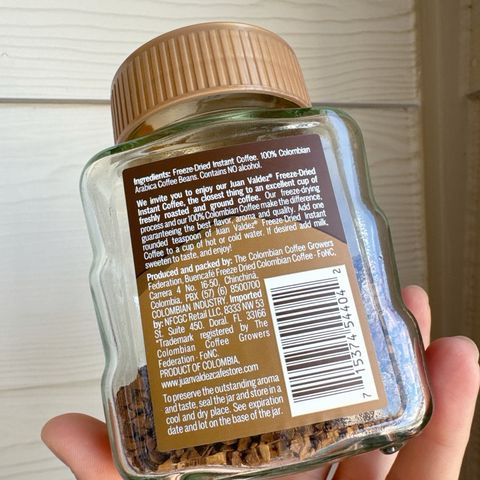 Ingredients: Freeze-Dried Instant Coffee. 100% Colombian
Arabica Coffee Beans. Contains NO alcohol.
We invite you to enjoy our Juan Valdez® Freeze-Dried
Instant Coffee, the closest thing to an excellent cup of
freshly roasted and ground coffee. Our freeze-drying
process and our 100% Colombian Coffee make the difference,
guaranteeing the best flavor, aroma and quality. Add one
rounded teaspoon of Juan Valdez® Freeze-Dried Instant
Coffee to a cup of hot or cold water. If desired add milk,
sweeten to taste, and enjoy!
Produced and packed by: The Colombian Coffee Growers
Federation, Buencafé Freeze Dried Colombian Coffee - FoNC.
Carrera 4 No. 16-50, Chinchiná,
Colombia, PBX (57) (6) 8500700
COLOMBIAN INDUSTRY. Imported
by: NFCGC Retail LLC. 8333 NW 53
St. Suite 450. Doral. FL 33166
*Trademark registered by The
Colombian Coffee Growers
Federation - FoNC.
PRODUCT OF COLOMBIA.
www.juanvaldezcafestore.com
To preserve the outstanding aroma
and taste, seal the jar and store in a
cool and dry place. See expiration
date and lot on the base of the jar.
7 15374 54404 2